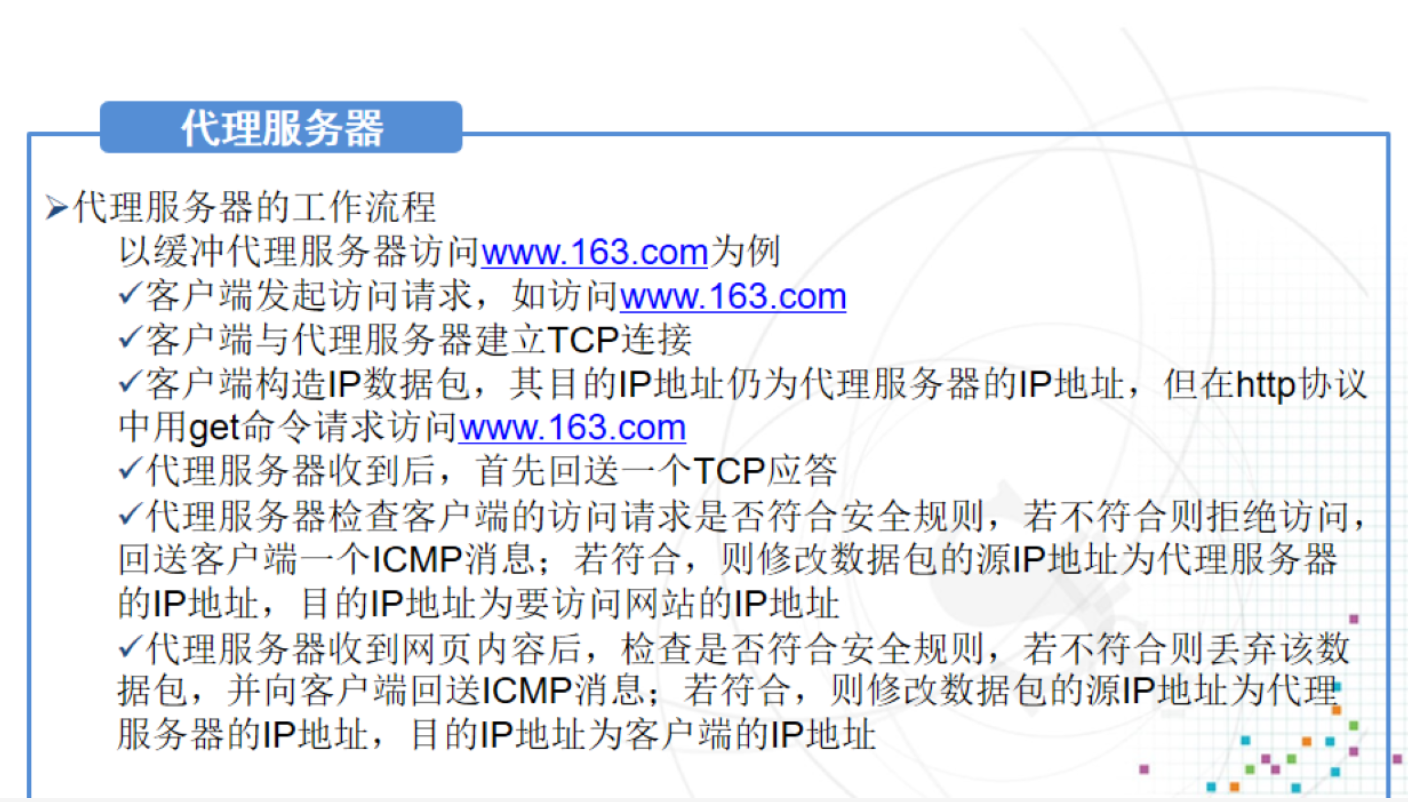 代理服务器
➢代理服务器的工作流程
以缓冲代理服务器访问www.163.com为例
✓客户端发起访问请求，如访问www.163.com
✓客户端与代理服务器建立TCP连接
✓客户端构造IP数据包，其目的IP地址仍为代理服务器的IP地址，但在http协议
中用get命令请求访问www.163.com
✓代理服务器收到后，首先回送一个TCP应答
✓代理服务器检查客户端的访问请求是否符合安全规则，若不符合则拒绝访问，
回送客户端一个ICMP消息；若符合，则修改数据包的源IP地址为代理服务器
的IP地址，目的IP地址为要访问网站的IP地址
✓代理服务器收到网页内容后，检查是否符合安全规则，若不符合则丢弃该数
据包，并向客户端回送ICMP消息；若符合，则修改数据包的源IP地址为代理
服务器的IP地址，目的IP地址为客户端的IP地址